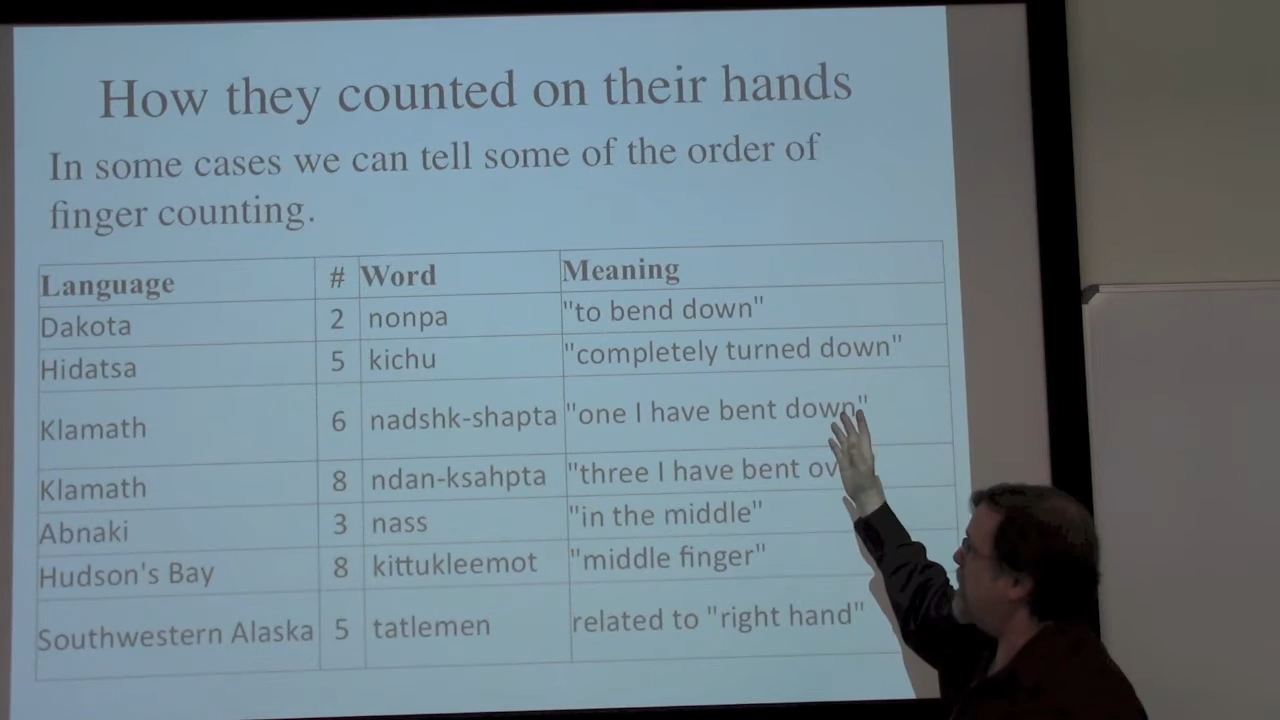 How they counted on their hands
In some cases we can tell some of the order of
finger counting.
Language # Word Meaning
Dakota 2 nonpa "to bend down"
Hidatsa 5 kichu "completely turned down"
Klamath 6 nadshk-shapta "one I have bent down"
Klamath 8 ndan-ksahpta "three I have bent
Abnaki 3 nass "in the middle"
Hudson's Bay 8 kittukleemot "middle finger"
Southwestern Alaska 5 tatlemen related to "right hand"